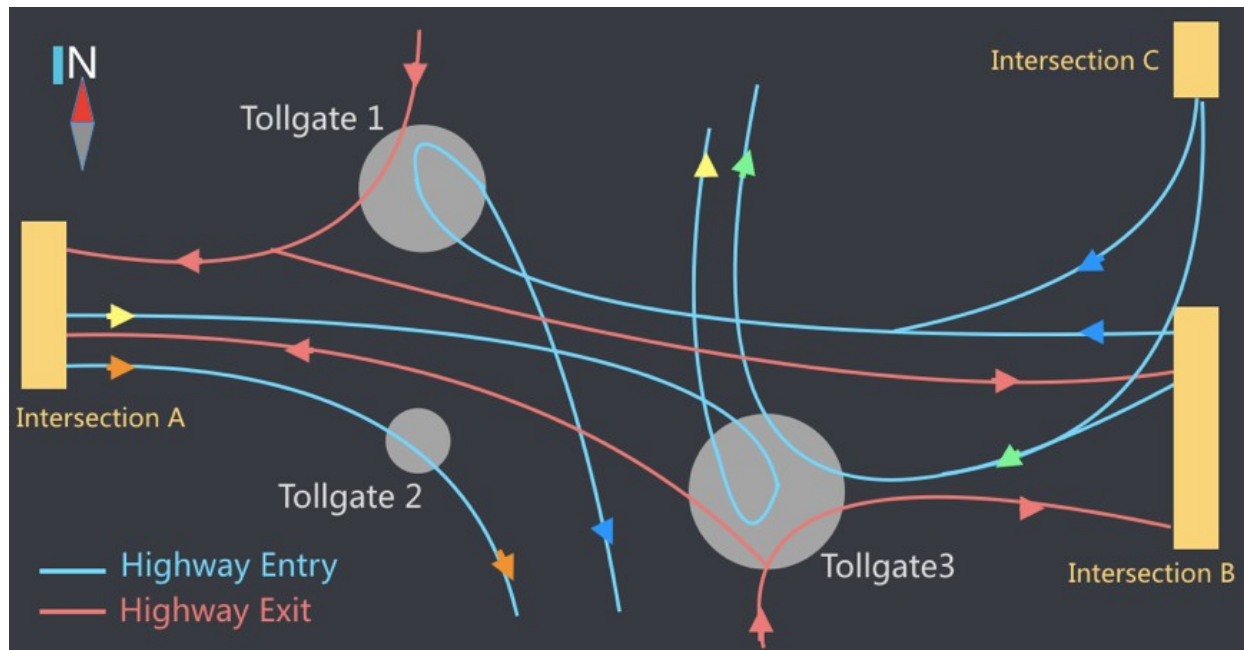 N
Intersection C
Tollgate 1
Intersection A
Tollgate 2
Tollgate3
Intersection B
Highway Entry
Highway Exit